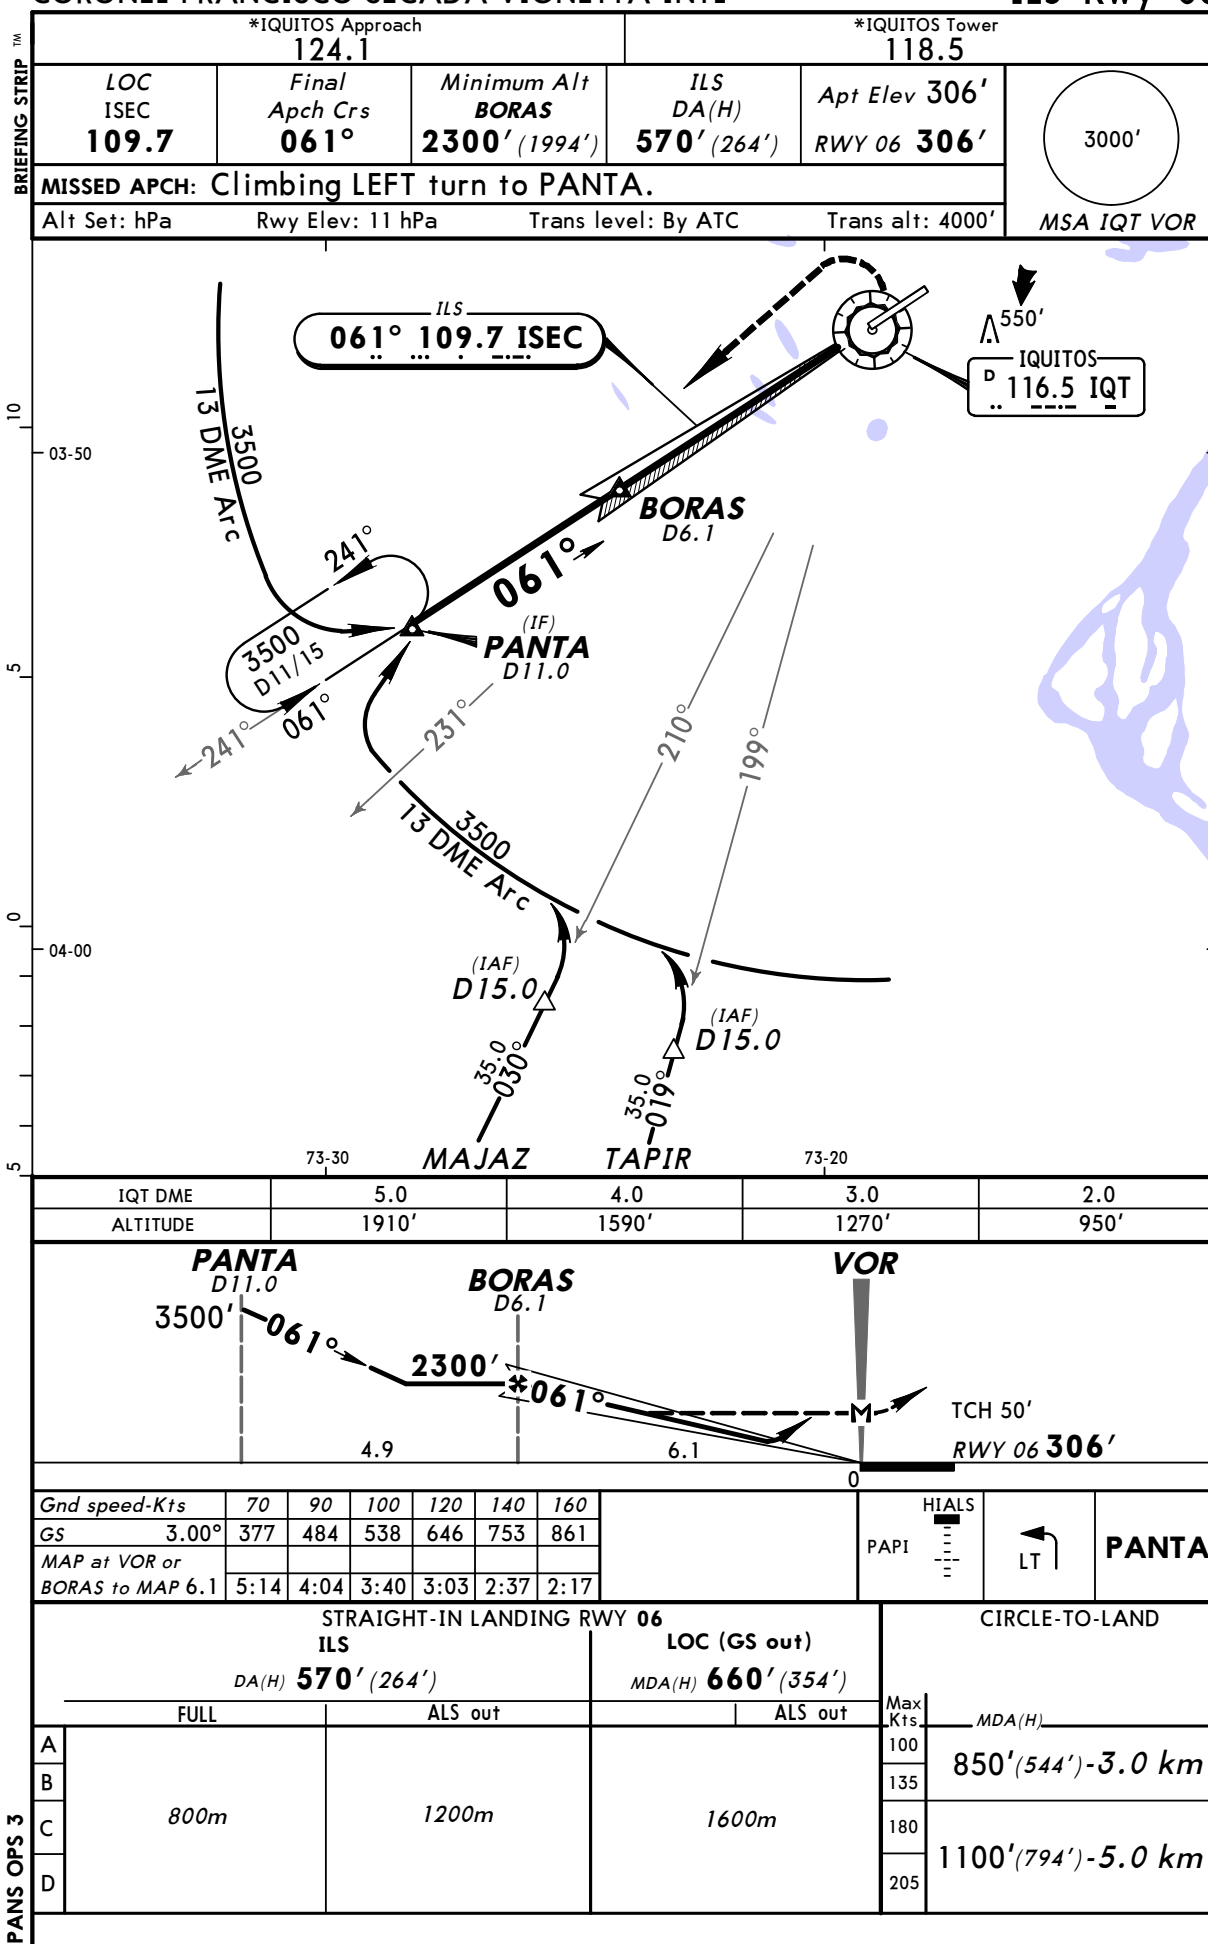 *IQUITOS Approach
124.1
*IQUITOS Tower
118.5
BRIEFING STRIP ™
LOC
ISEC
109.7
Final
Apch Crs
061°
Minimum Alt
BORAS
2300' (1994')
ILS
DA(H)
570' (264')
Apt Elev 306'
RWY 06 306'
3000'
MSA IQT VOR
MISSED APCH: Climbing LEFT turn to PANTA.
Alt Set: hPa Rwy Elev: 11 hPa Trans level: By ATC Trans alt: 4000'
ILS
061° 109.7 ISEC
550'
IQUITOS
D 116.5 IQT
3500
13 DME Arc
10
03-50
BORAS
D6.1
061°
241°
(IF)
PANTA
D11.0
3500
D11/15
061°
241°
5
231°
210°
199°
3500
13 DME Arc
0
04-00
(IAF)
D15.0
(IAF)
D15.0
35.0
030°
35.0
019°
5
73-30
MAJAZ
TAPIR
73-20
IQT DME 5.0 4.0 3.0 2.0
ALTITUDE 1910' 1590' 1270' 950'
PANTA
D11.0
BORAS
D6.1
VOR
3500'
061°
2300'
061°
M
TCH 50'
RWY 06 306'
4.9
6.1
0
Gnd speed-Kts 70 90 100 120 140 160
GS 3.00° 377 484 538 646 753 861
MAP at VOR or
BORAS to MAP 6.1 5:14 4:04 3:40 3:03 2:37 2:17
HIALS
PAPI
LT
PANTA
STRAIGHT-IN LANDING RWY 06
ILS
DA(H) 570' (264')
LOC (GS out)
MDA(H) 660' (354')
FULL
ALS out
ALS out
CIRCLE-TO-LAND
Max
Kts
MDA(H)
A
B
C
D
800m
1200m
1600m
100
135
180
205
850' (544') - 3.0 km
1100' (794') - 5.0 km
PANS OPS 3